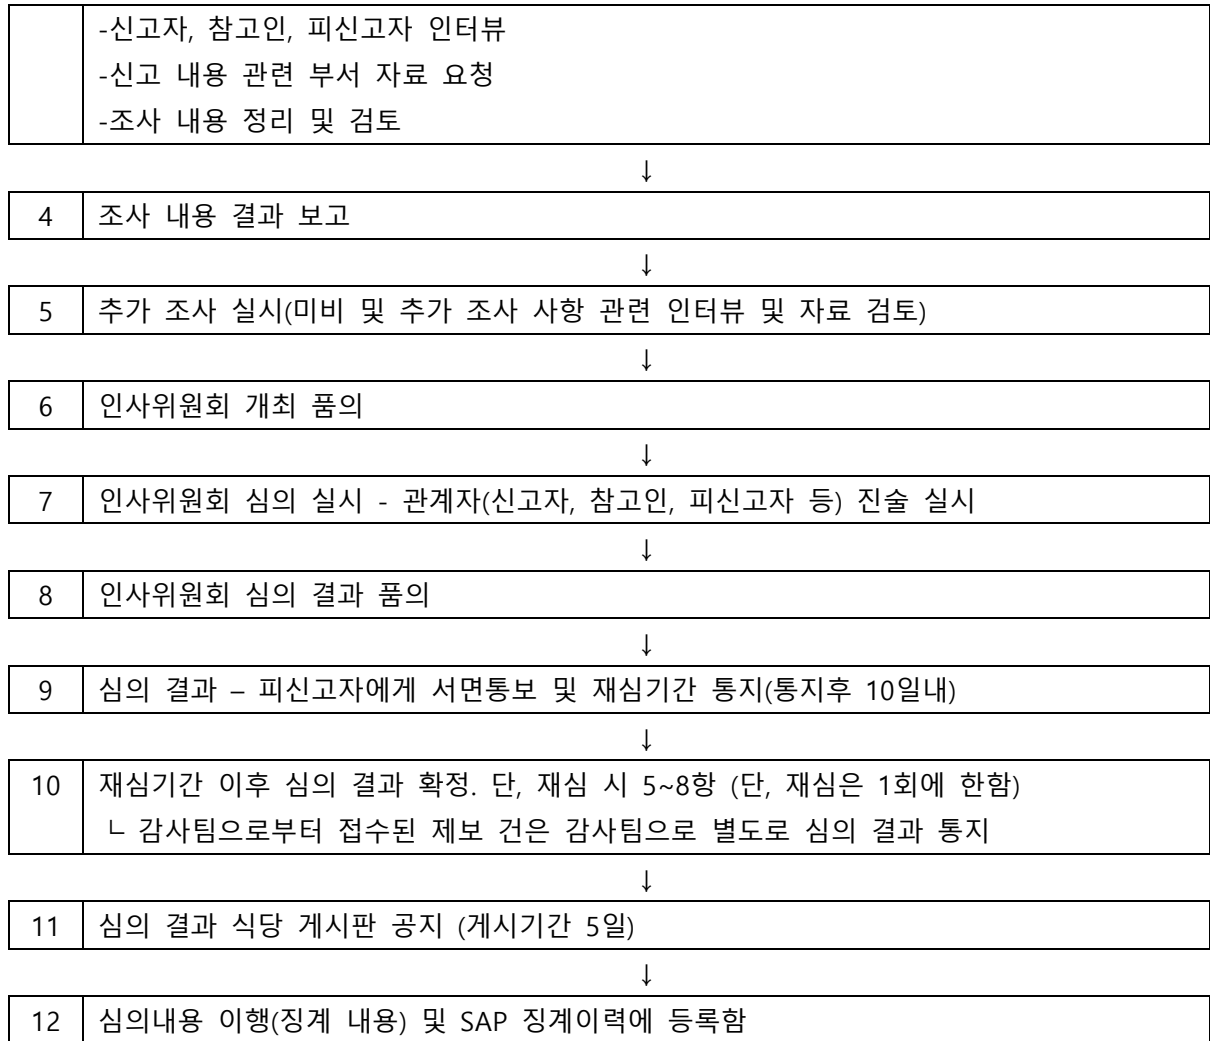 -신고자, 참고인, 피신고자 인터뷰
-신고 내용 관련 부서 자료 요청
-조사 내용 정리 및 검토
↓
4 조사 내용 결과 보고
↓
5 추가 조사 실시(미비 및 추가 조사 사항 관련 인터뷰 및 자료 검토)
↓
6 인사위원회 개최 품의
↓
7 인사위원회 심의 실시 - 관계자(신고자, 참고인, 피신고자 등) 진술 실시
↓
8 인사위원회 심의 결과 품의
↓
9 심의 결과 – 피신고자에게 서면통보 및 재심기간 통지(통지후 10일내)
↓
10 재심기간 이후 심의 결과 확정. 단, 재심 시 5~8항 (단, 재심은 1회에 한함)
ㄴ 감사팀으로부터 접수된 제보 건은 감사팀으로 별도로 심의 결과 통지
↓
11 심의 결과 식당 게시판 공지 (게시기간 5일)
↓
12 심의내용 이행(징계 내용) 및 SAP 징계이력에 등록함